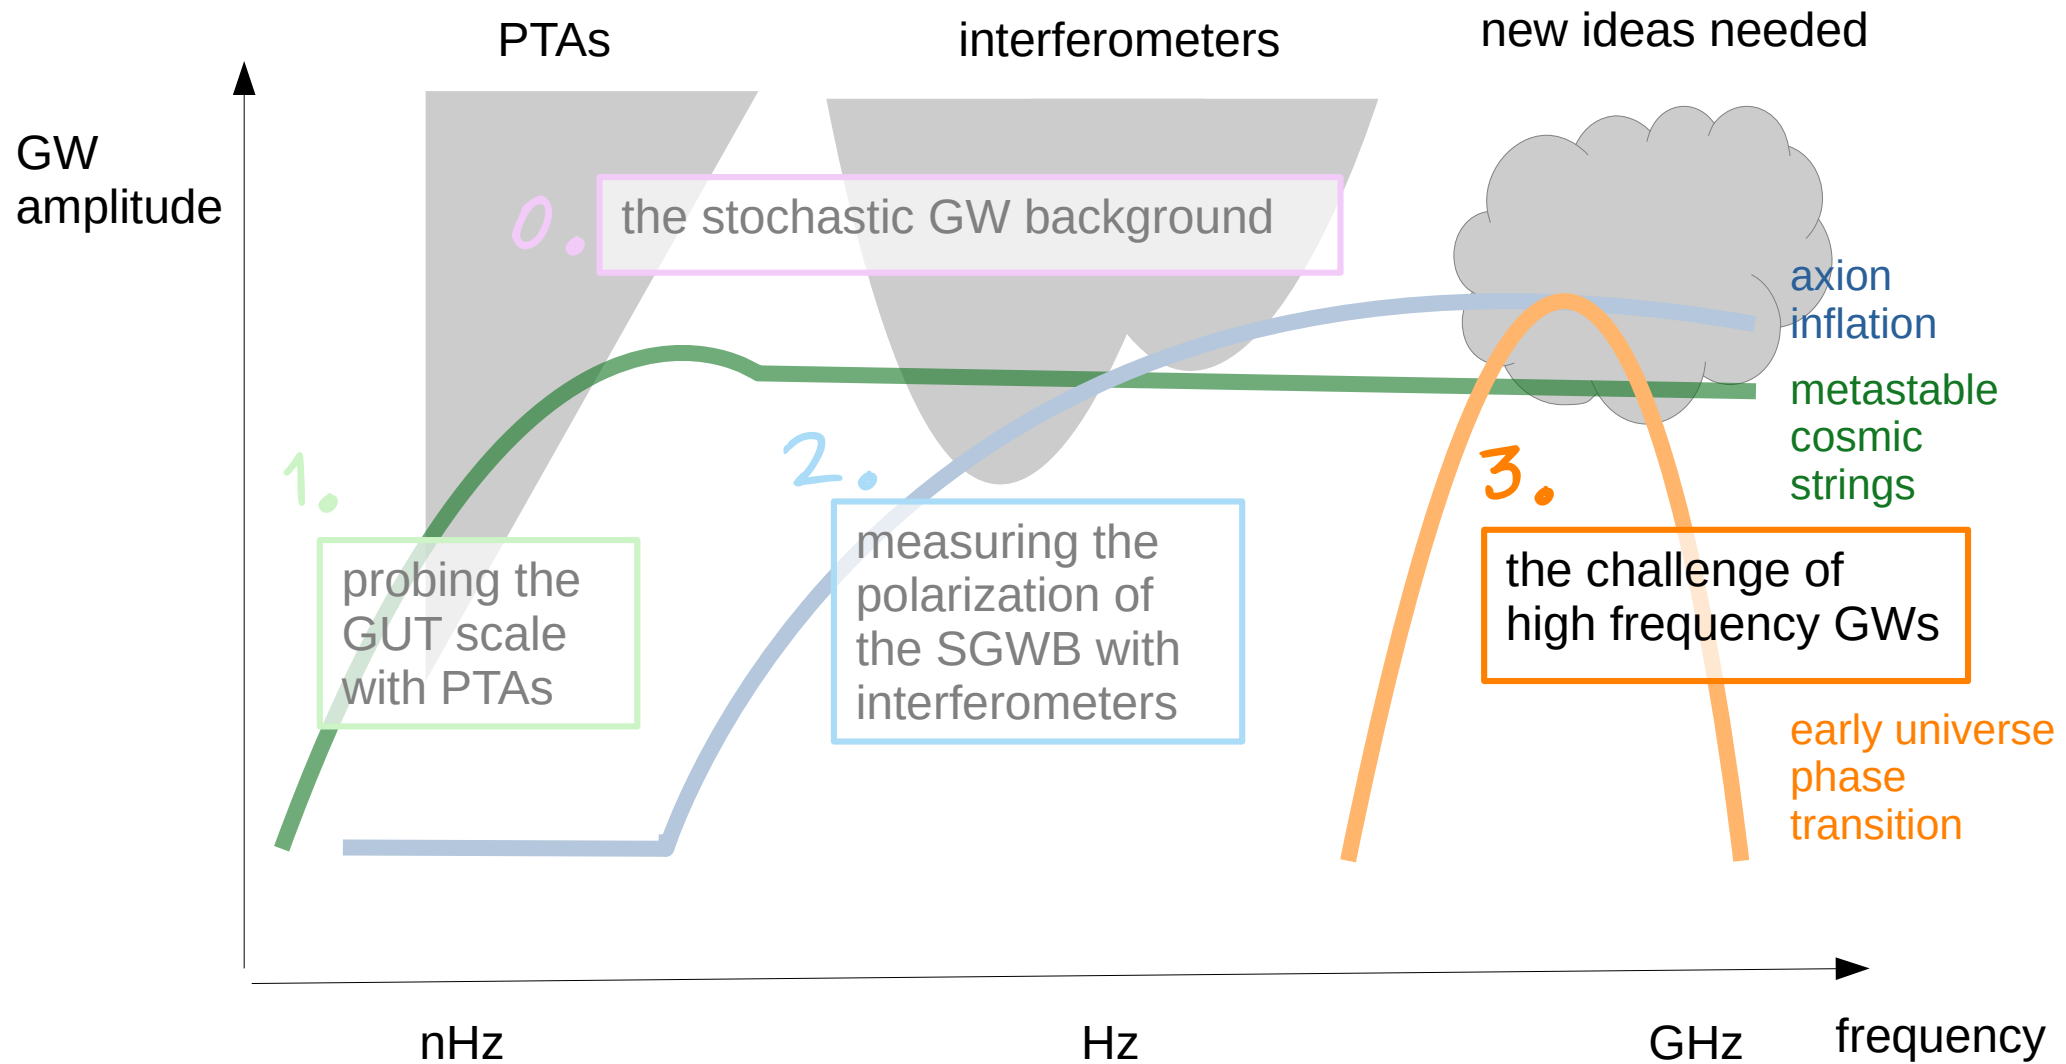 PTAs
interferometers
new ideas needed
GW
amplitude
0.
the stochastic GW background
axion
inflation
metastable
cosmic
strings
1.
probing the
GUT scale
with PTAs
2.
measuring the
polarization of
the SGWB with
interferometers
3.
the challenge of
high frequency GWs
early universe
phase
transition
nHz
Hz
GHz
frequency